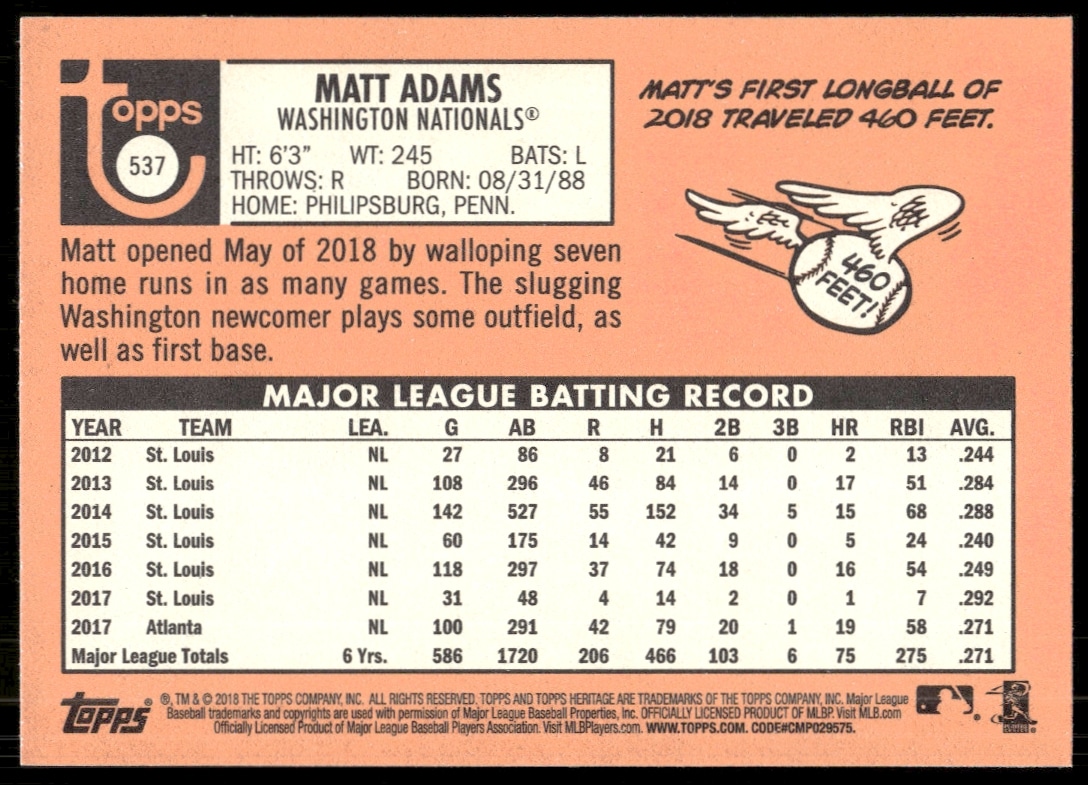 topps
537
MATT ADAMS
WASHINGTON NATIONALS®
HT: 6'3" WT: 245 BATS: L
THROWS: R BORN: 08/31/88
HOME: PHILIPSBURG, PENN.
MATT'S FIRST LONGBALL OF
2018 TRAVELED 460 FEET.
460
FEET!
Matt opened May of 2018 by walloping seven
home runs in as many games. The slugging
Washington newcomer plays some outfield, as
well as first base.
MAJOR LEAGUE BATTING RECORD
YEAR TEAM LEA. G AB R H 2B 3B HR RBI AVG.
2012 St. Louis NL 27 86 8 21 6 0 2 13 .244
2013 St. Louis NL 108 296 46 84 14 0 17 51 .284
2014 St. Louis NL 142 527 55 152 34 5 15 68 .288
2015 St. Louis NL 60 175 14 42 9 0 5 24 .240
2016 St. Louis NL 118 297 37 74 18 0 16 54 .249
2017 St. Louis NL 31 48 4 14 2 0 1 7 .292
2017 Atlanta NL 100 291 42 79 20 1 19 58 .271
Major League Totals 6 Yrs. 586 1720 206 466 103 6 75 275 .271
Topps ®, TM & © 2018 THE TOPPS COMPANY, INC. ALL RIGHTS RESERVED. TOPPS AND TOPPS HERITAGE ARE TRADEMARKS OF THE TOPPS COMPANY, INC. Major League
Baseball trademarks and copyrights are used with permission of Major League Baseball Properties, Inc. OFFICIALLY LICENSED PRODUCT OF MLBP. Visit MLB.com
Officially Licensed Product of Major League Baseball Players Association. Visit MLBPlayers.com. WWW.TOPPS.COM. CODE#CMP029575.